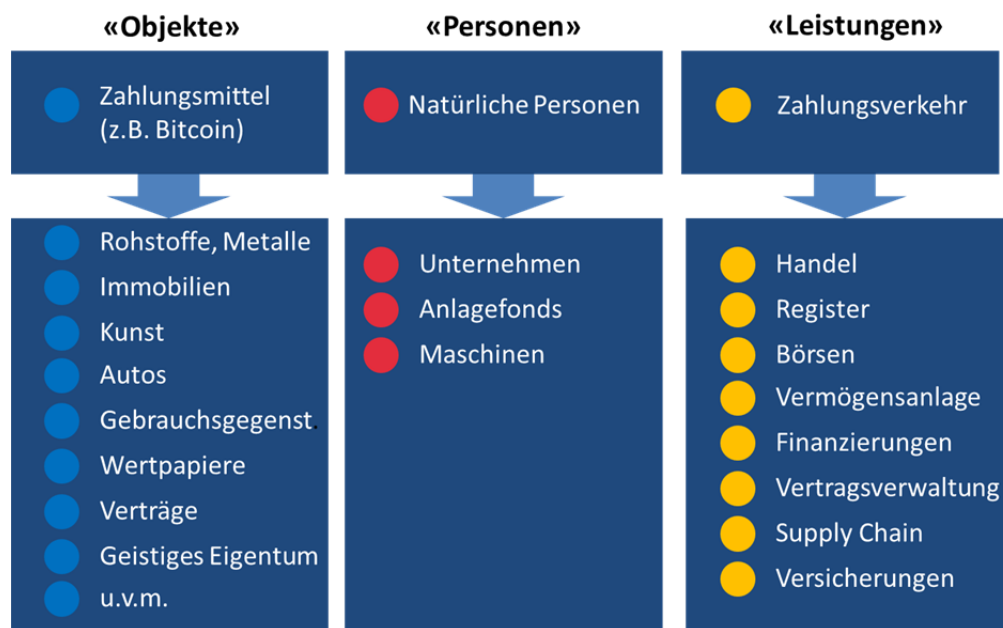 «Objekte»
Zahlungsmittel
(z.B. Bitcoin)
Rohstoffe, Metalle
Immobilien
Kunst
Autos
Gebrauchsgegenst.
Wertpapiere
Verträge
Geistiges Eigentum
u.v.m.
«Personen»
Natürliche Personen
Unternehmen
Anlagefonds
Maschinen
«Leistungen»
Zahlungsverkehr
Handel
Register
Börsen
Vermögensanlage
Finanzierungen
Vertragsverwaltung
Supply Chain
Versicherungen